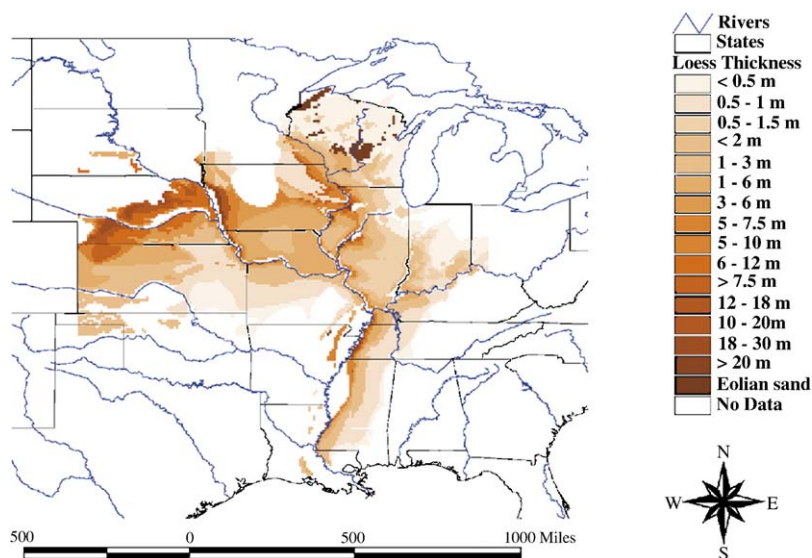 Rivers
States
Loess Thickness
< 0.5 m
0.5 - 1 m
0.5 - 1.5 m
< 2 m
1 - 3 m
1 - 6 m
3 - 6 m
5 - 7.5 m
5 - 10 m
6 - 12 m
> 7.5 m
12 - 18 m
10 - 20m
18 - 30 m
> 20 m
Eolian sand
No Data
N
W E
S
500 0 500 1000 Miles